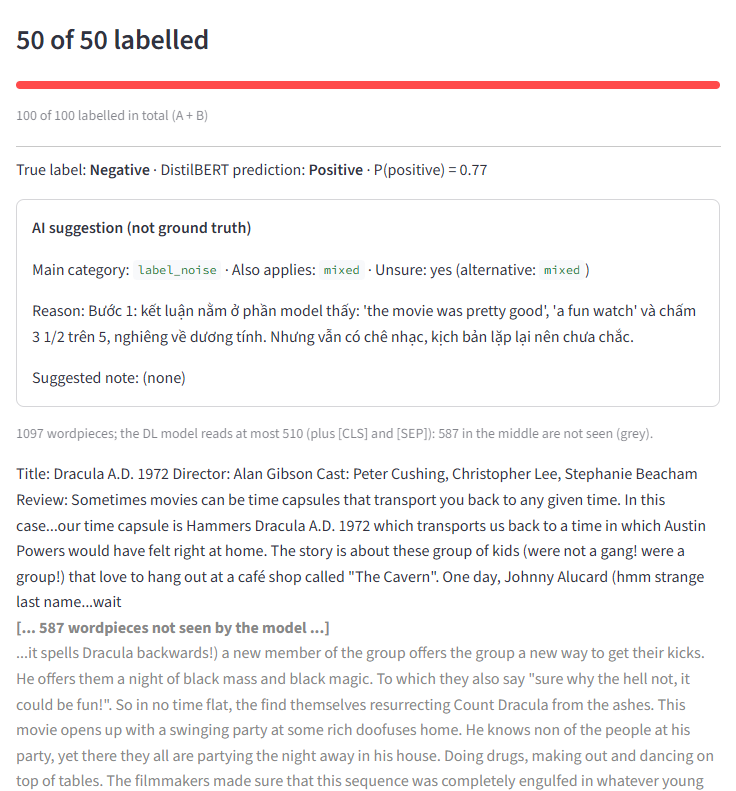 50 of 50 labelled
100 of 100 labelled in total (A + B)
True label: Negative · DistilBERT prediction: Positive · P(positive) = 0.77
AI suggestion (not ground truth)
Main category: label_noise · Also applies: mixed · Unsure: yes (alternative: mixed )
Reason: Bước 1: kết luận nằm ở phần model thấy: 'the movie was pretty good', 'a fun watch' và chấm
3 1/2 trên 5, nghiêng về dương tính. Nhưng vẫn có chê nhạc, kịch bản lặp lại nên chưa chắc.
Suggested note: (none)
1097 wordpieces; the DL model reads at most 510 (plus [CLS] and [SEP]): 587 in the middle are not seen (grey).
Title: Dracula A.D. 1972 Director: Alan Gibson Cast: Peter Cushing, Christopher Lee, Stephanie Beacham
Review: Sometimes movies can be time capsules that transport you back to any given time. In this
case...our time capsule is Hammers Dracula A.D. 1972 which transports us back to a time in which Austin
Powers would have felt right at home. The story is about these group of kids (were not a gang! were a
group!) that love to hang out at a café shop called "The Cavern". One day, Johnny Alucard (hmm strange
last name...wait
[... 587 wordpieces not seen by the model ...]
...it spells Dracula backwards!) a new member of the group offers the group a new way to get their kicks.
He offers them a night of black mass and black magic. To which they also say "sure why the hell not, it
could be fun!". So in no time flat, the find themselves resurrecting Count Dracula from the ashes. This
movie opens up with a swinging party at some rich doofuses home. He knows non of the people at his
party, yet there they all are partying the night away in his house. Doing drugs, making out and dancing on
top of tables. The filmmakers made sure that this sequence was completely engulfed in whatever young